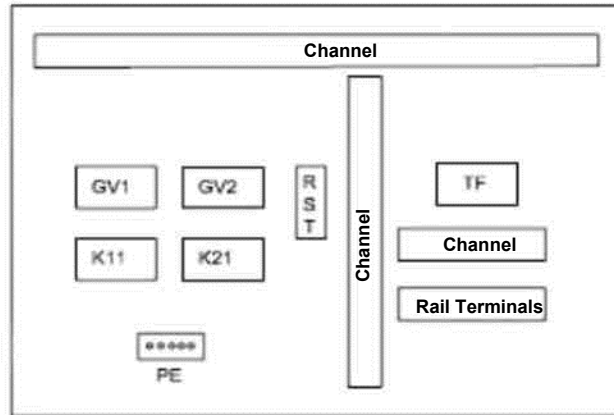 Channel
GV1
GV2
R
S
T
Channel
TF
K11
K21
Channel
Rail Terminals
PE